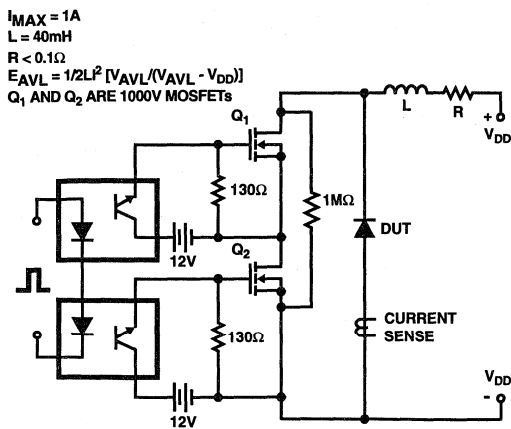 IMAX = 1A
L = 40mH
R < 0.1Ω
EAVL = 1/2LI² [VAVL/(VAVL - VDD)]
Q1 AND Q2 ARE 1000V MOSFETs
Q1
L
R
+
VDD
130Ω
1MΩ
DUT
12V
Q2
CURRENT
SENSE
130Ω
VDD
-
12V